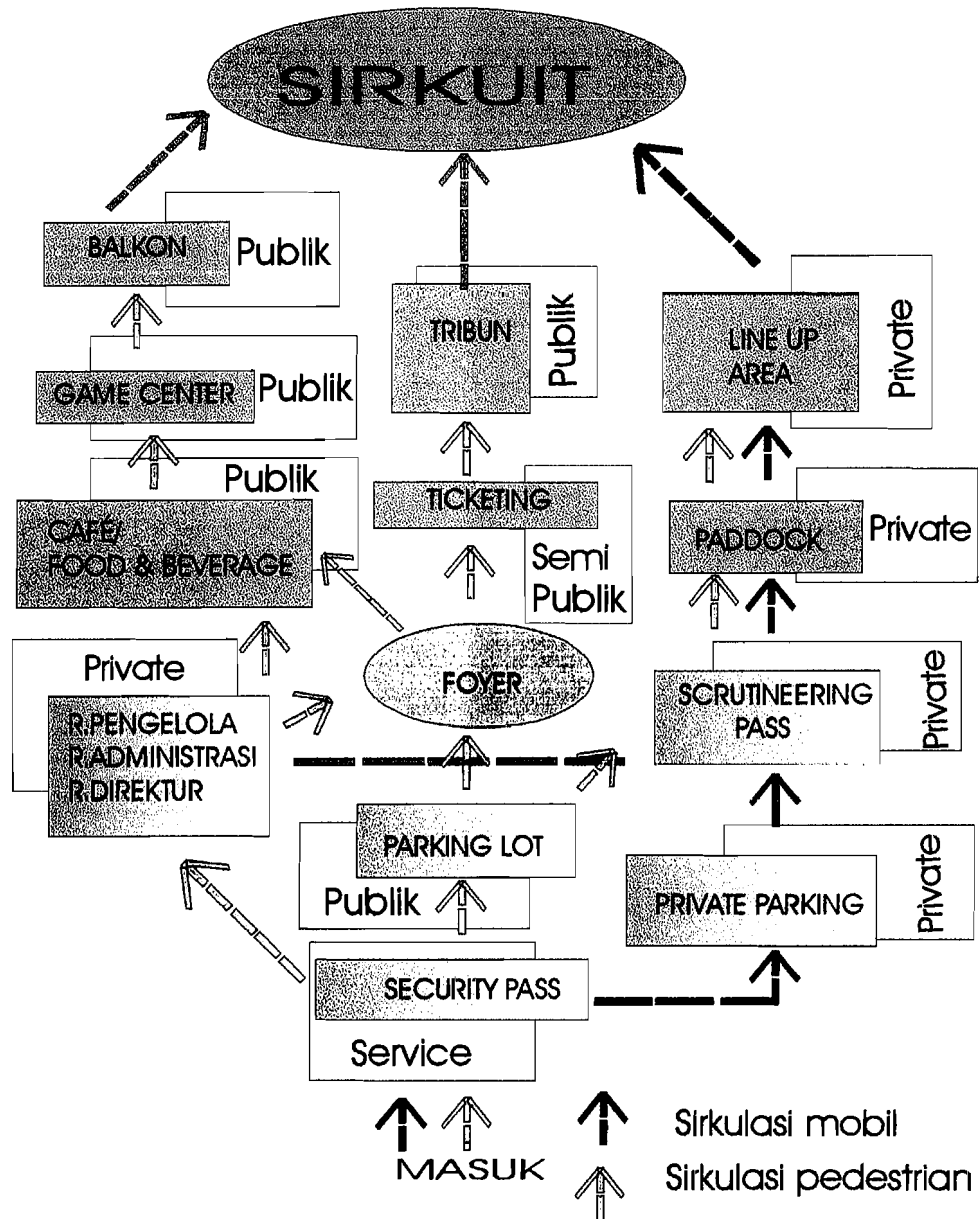 SIRKUIT
BALKON
Publik
TRIBUN
Publik
LINE UP
AREA
Private
GAME CENTER
Publik
Publik
CAFÉ/
FOOD & BEVERAGE
TICKETING
Semi
Publik
PADDOCK
Private
Private
R.PENGELOLA
R.ADMINISTRASI
R.DIREKTUR
FOYER
SCRUTINEERING
PASS
Private
PARKING LOT
Publik
PRIVATE PARKING
Private
SECURITY PASS
Service
MASUK
Sirkulasi mobil
Sirkulasi pedestrian